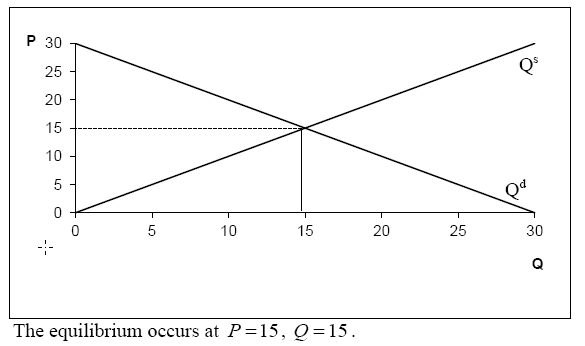 P 30
25
Qˢ
20
15
10
5
Qᵈ
0
0 5 10 15 20 25 30
Q
The equilibrium occurs at P=15, Q=15.